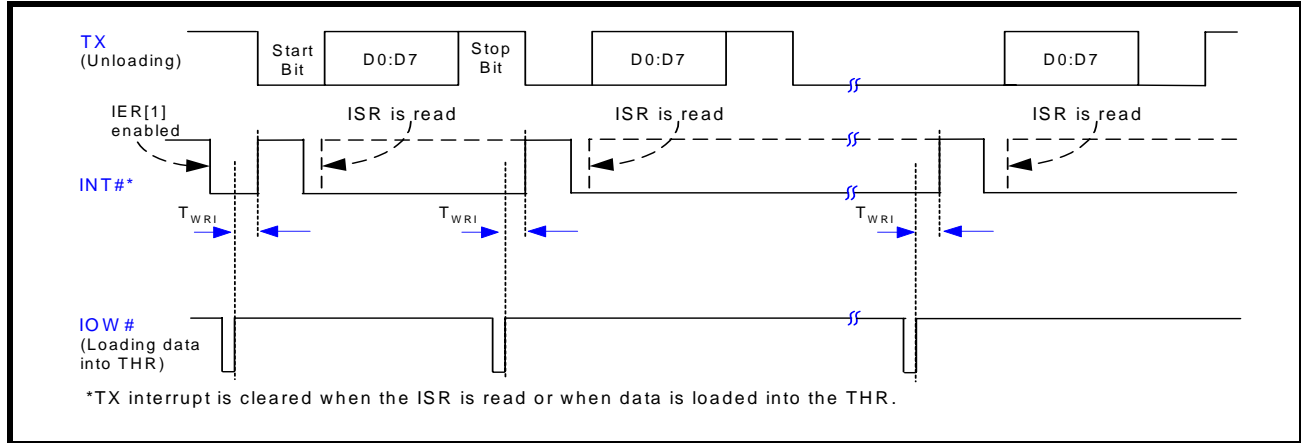 TX
(Unloading)
Start
Bit
D0:D7
Stop
Bit
D0:D7
D0:D7
IER[1]
enabled
ISR is read
ISR is read
ISR is read
INT#*
TWRI
TWRI
TWRI
IOW#
(Loading data
into THR)
*TX interrupt is cleared when the ISR is read or when data is loaded into the THR.